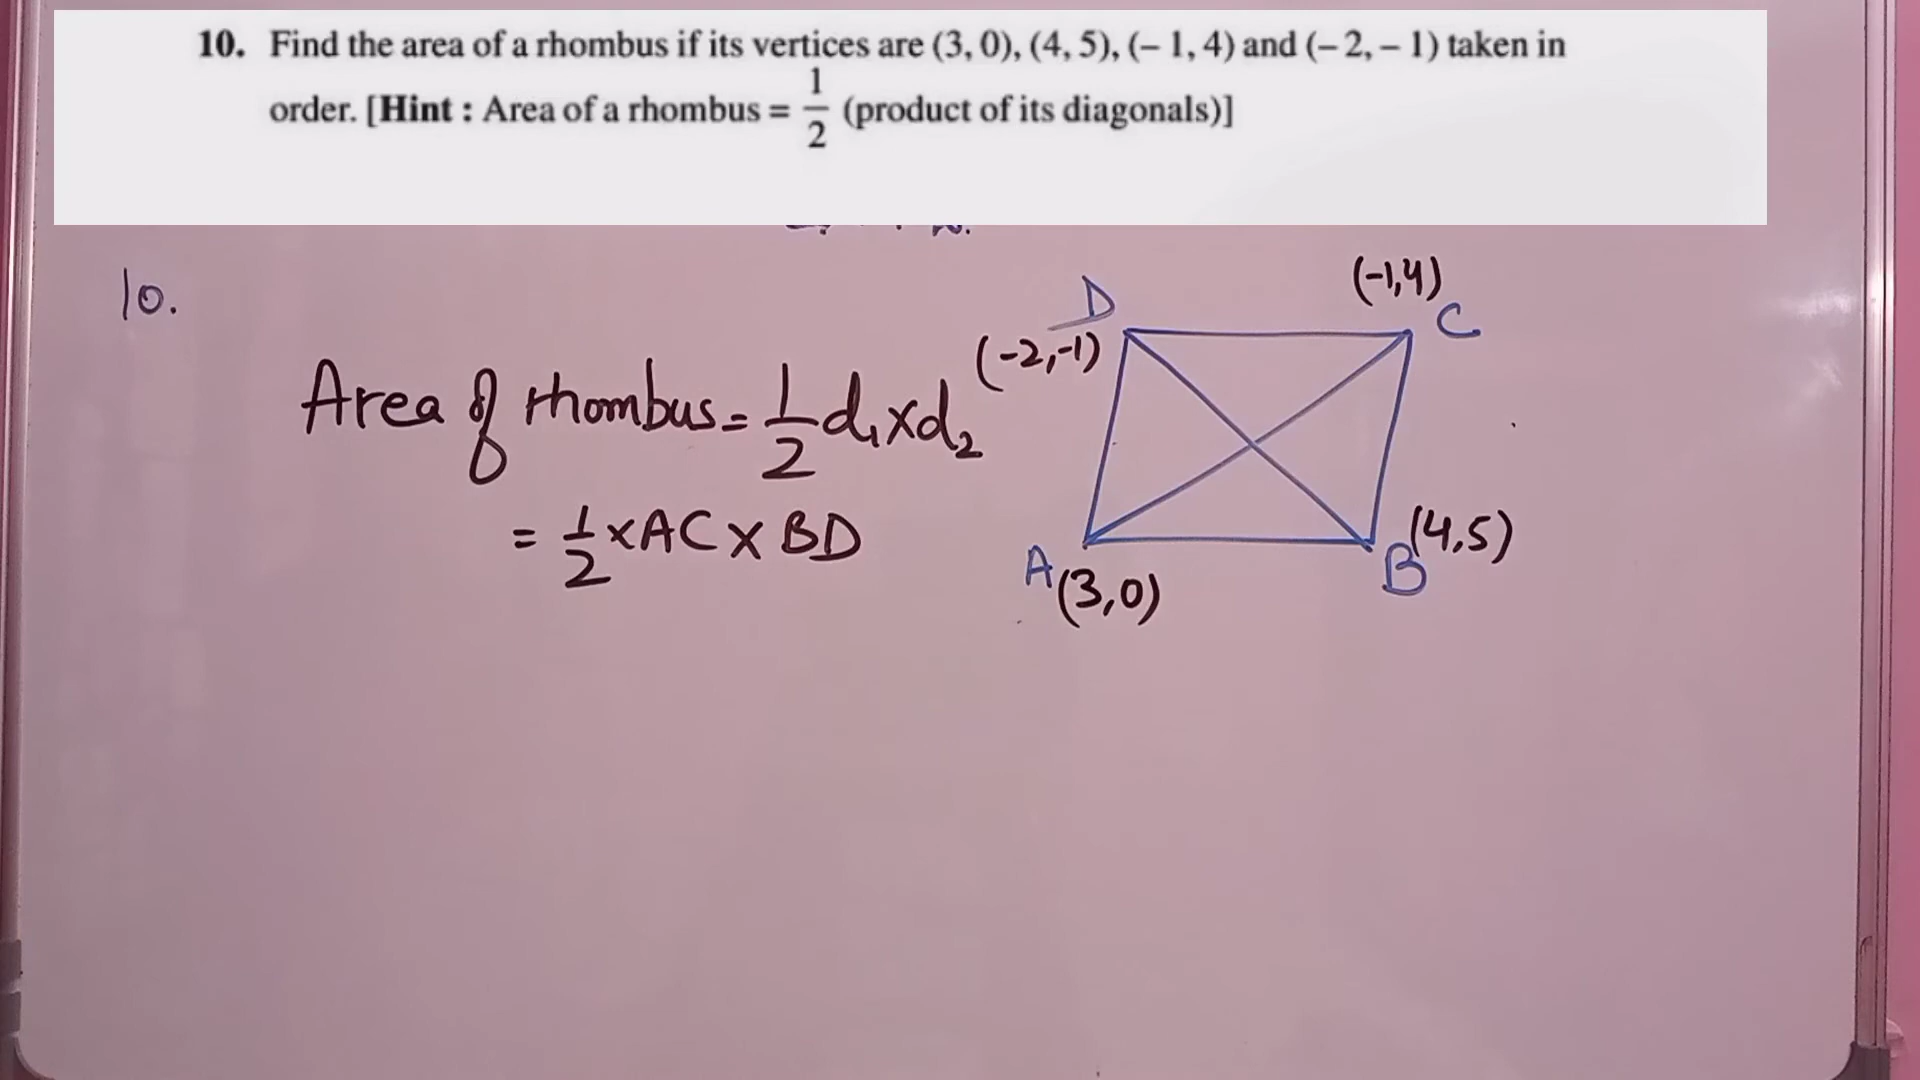 10. Find the area of a rhombus if its vertices are (3, 0), (4, 5), (– 1, 4) and (– 2, – 1) taken in
order. [Hint : Area of a rhombus = 1/2 (product of its diagonals)]
10.
D
(-1,4)
C
(-2,-1)
Area of rhombus = 1/2 d₁xd₂
= 1/2 x AC x BD
(4,5)
B
A
(3,0)